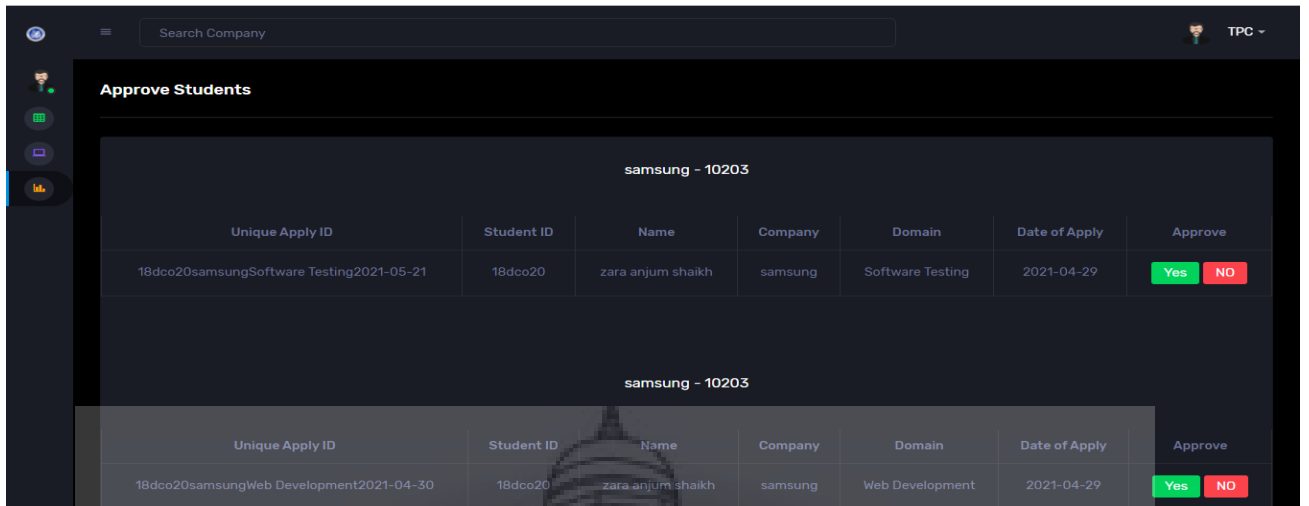 Search Company
TPC
Approve Students
samsung - 10203
Unique Apply ID Student ID Name Company Domain Date of Apply Approve
18dco20samsungSoftware Testing2021-05-21 18dco20 zara anjum shaikh samsung Software Testing 2021-04-29 Yes NO
samsung - 10203
Unique Apply ID Student ID Name Company Domain Date of Apply Approve
18dco20samsungWeb Development2021-04-30 18dco20 zara anjum shaikh samsung Web Development 2021-04-29 Yes NO